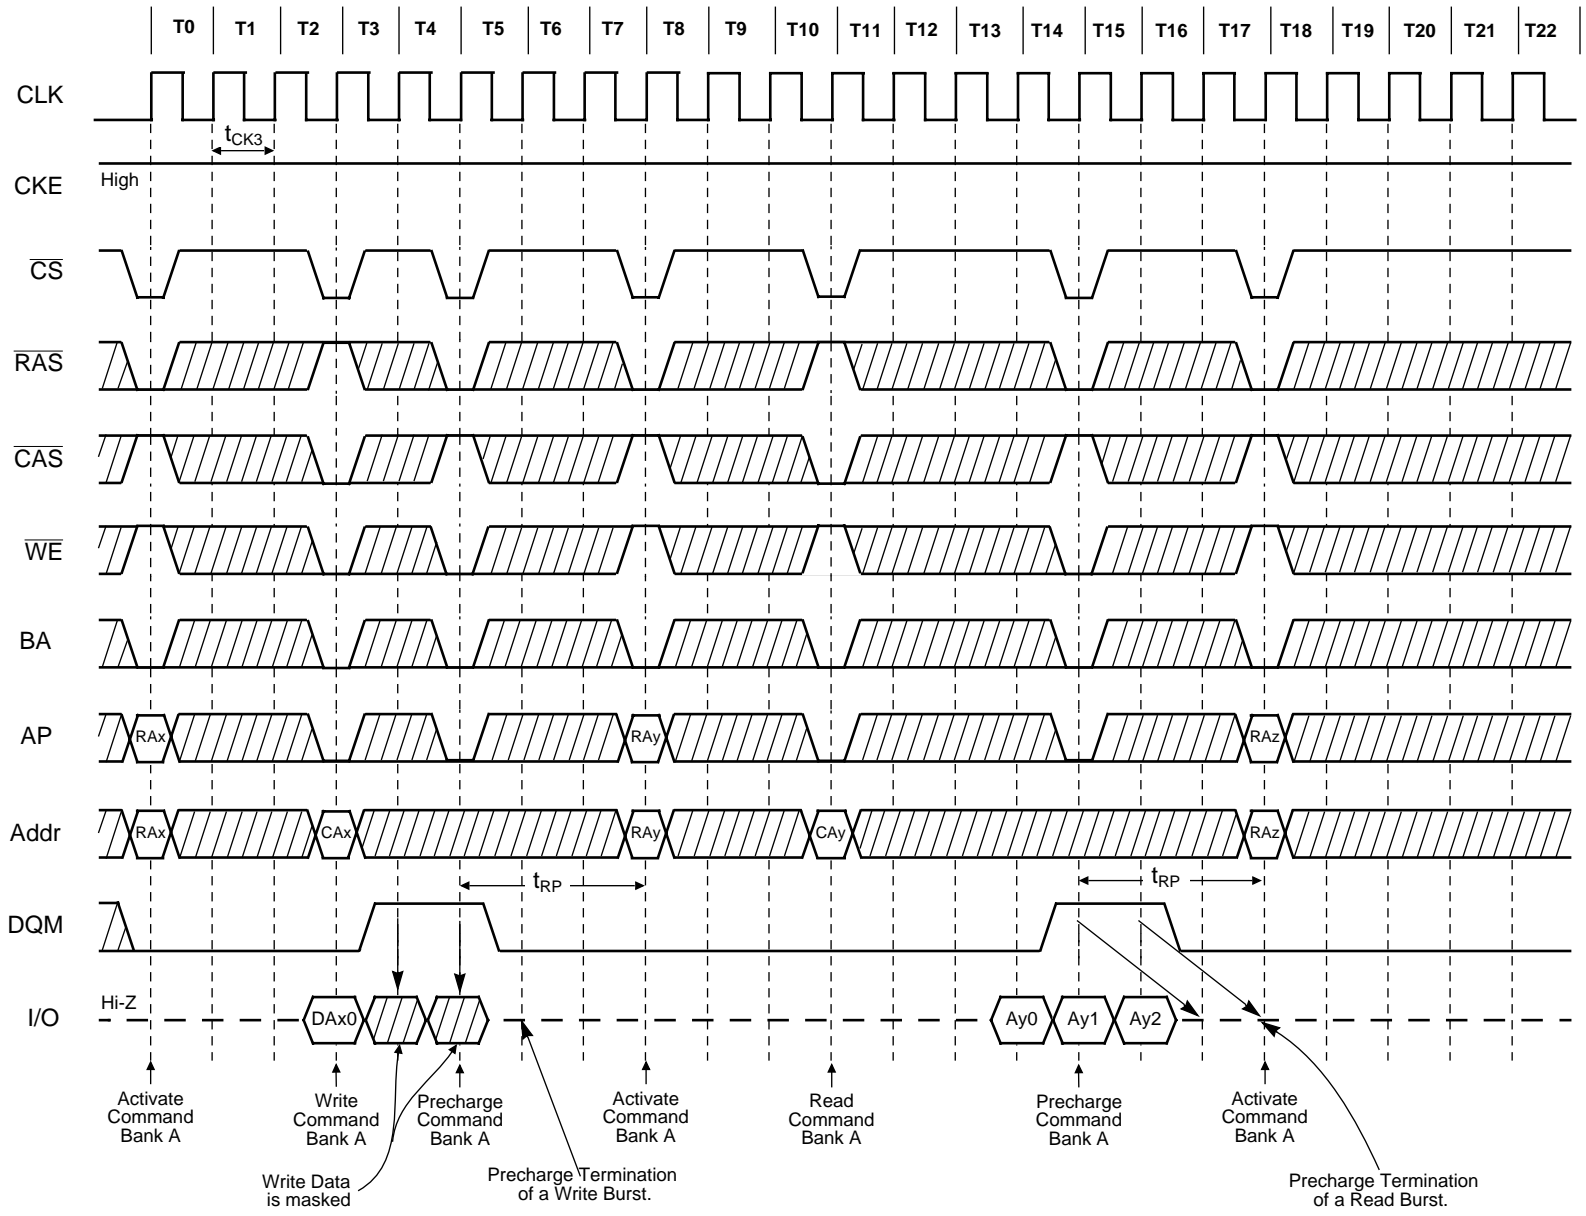 T0 T1 T2 T3 T4 T5 T6 T7 T8 T9 T10 T11 T12 T13 T14 T15 T16 T17 T18 T19 T20 T21 T22
CLK
tCK3
CKE
High
CS
RAS
CAS
WE
BA
AP
RAx RAy RAz
Addr
RAx CAx RAy CAy RAz
tRP tRP
DQM
I/O
Hi-Z
DAx0 Ay0 Ay1 Ay2
Activate
Command
Bank A
Write
Command
Bank A
Precharge
Command
Bank A
Activate
Command
Bank A
Read
Command
Bank A
Precharge
Command
Bank A
Activate
Command
Bank A
Write Data
is masked
Precharge Termination
of a Write Burst.
Precharge Termination
of a Read Burst.